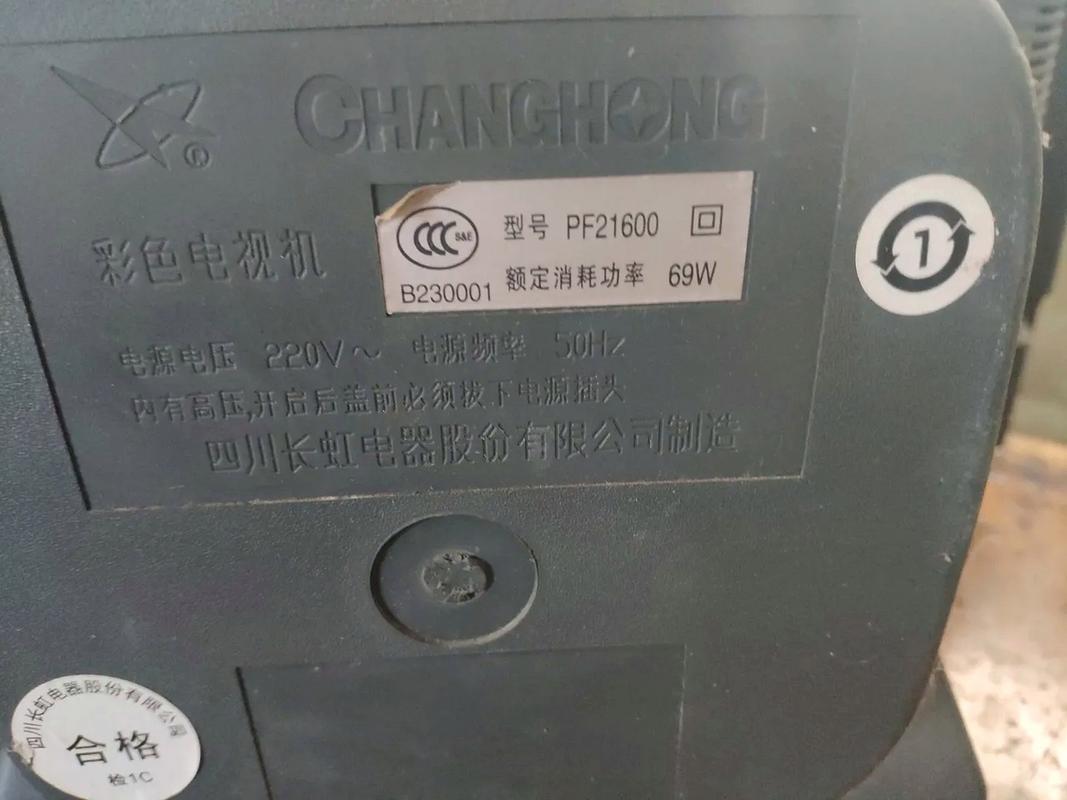 ®
CHANGHONG
彩色电视机
CCC S&E
型号 PF21600
B230001 额定消耗功率 69W
1
电源电压 220V～ 电源频率 50Hz
内有高压,开启后盖前必须拔下电源插头
四川长虹电器股份有限公司制造
四川长虹电器股份有限公司
合格
检1C